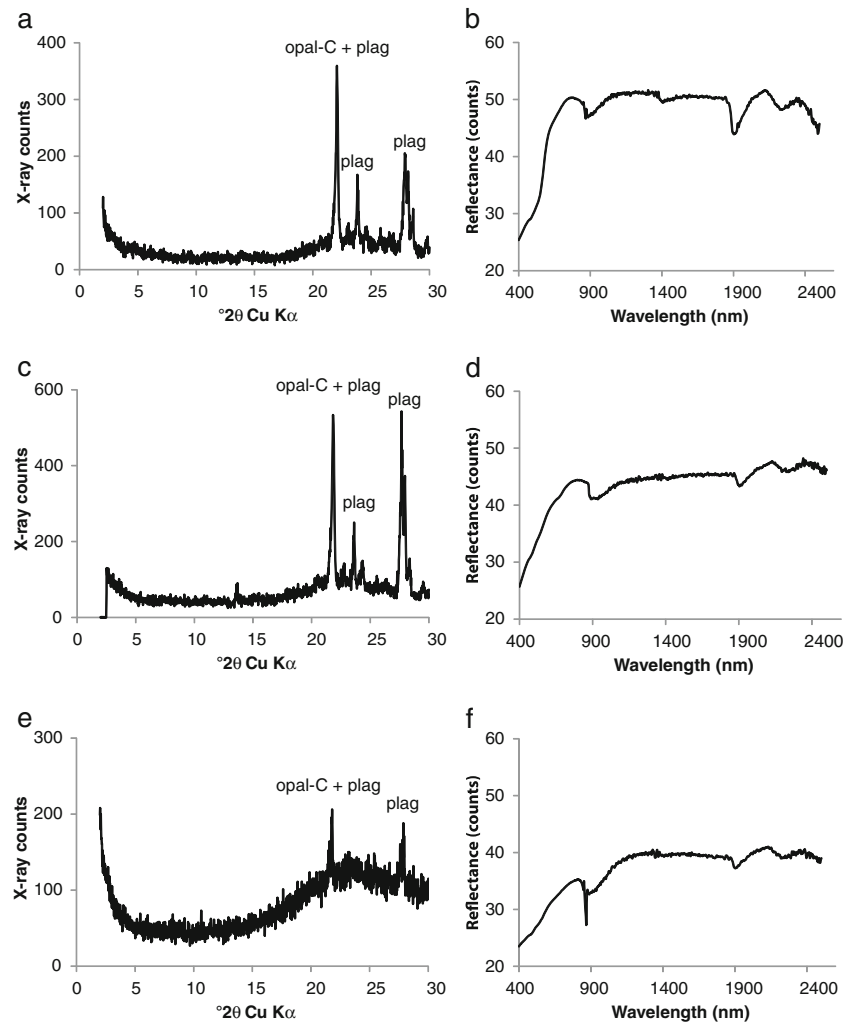 a
opal-C + plag
plag
plag
400
300
200
100
0
0 5 10 15 20 25 30
X-ray counts
°2θ Cu Kα
b
60
50
40
30
20
400 900 1400 1900 2400
Reflectance (counts)
Wavelength (nm)
c
opal-C + plag
plag
plag
600
400
200
0
0 5 10 15 20 25 30
X-ray counts
°2θ Cu Kα
d
60
50
40
30
20
400 900 1400 1900 2400
Reflectance (counts)
Wavelength (nm)
e
opal-C + plag
plag
300
200
100
0
0 5 10 15 20 25 30
X-ray counts
°2θ Cu Kα
f
60
50
40
30
20
400 900 1400 1900 2400
Reflectance (counts)
Wavelength (nm)